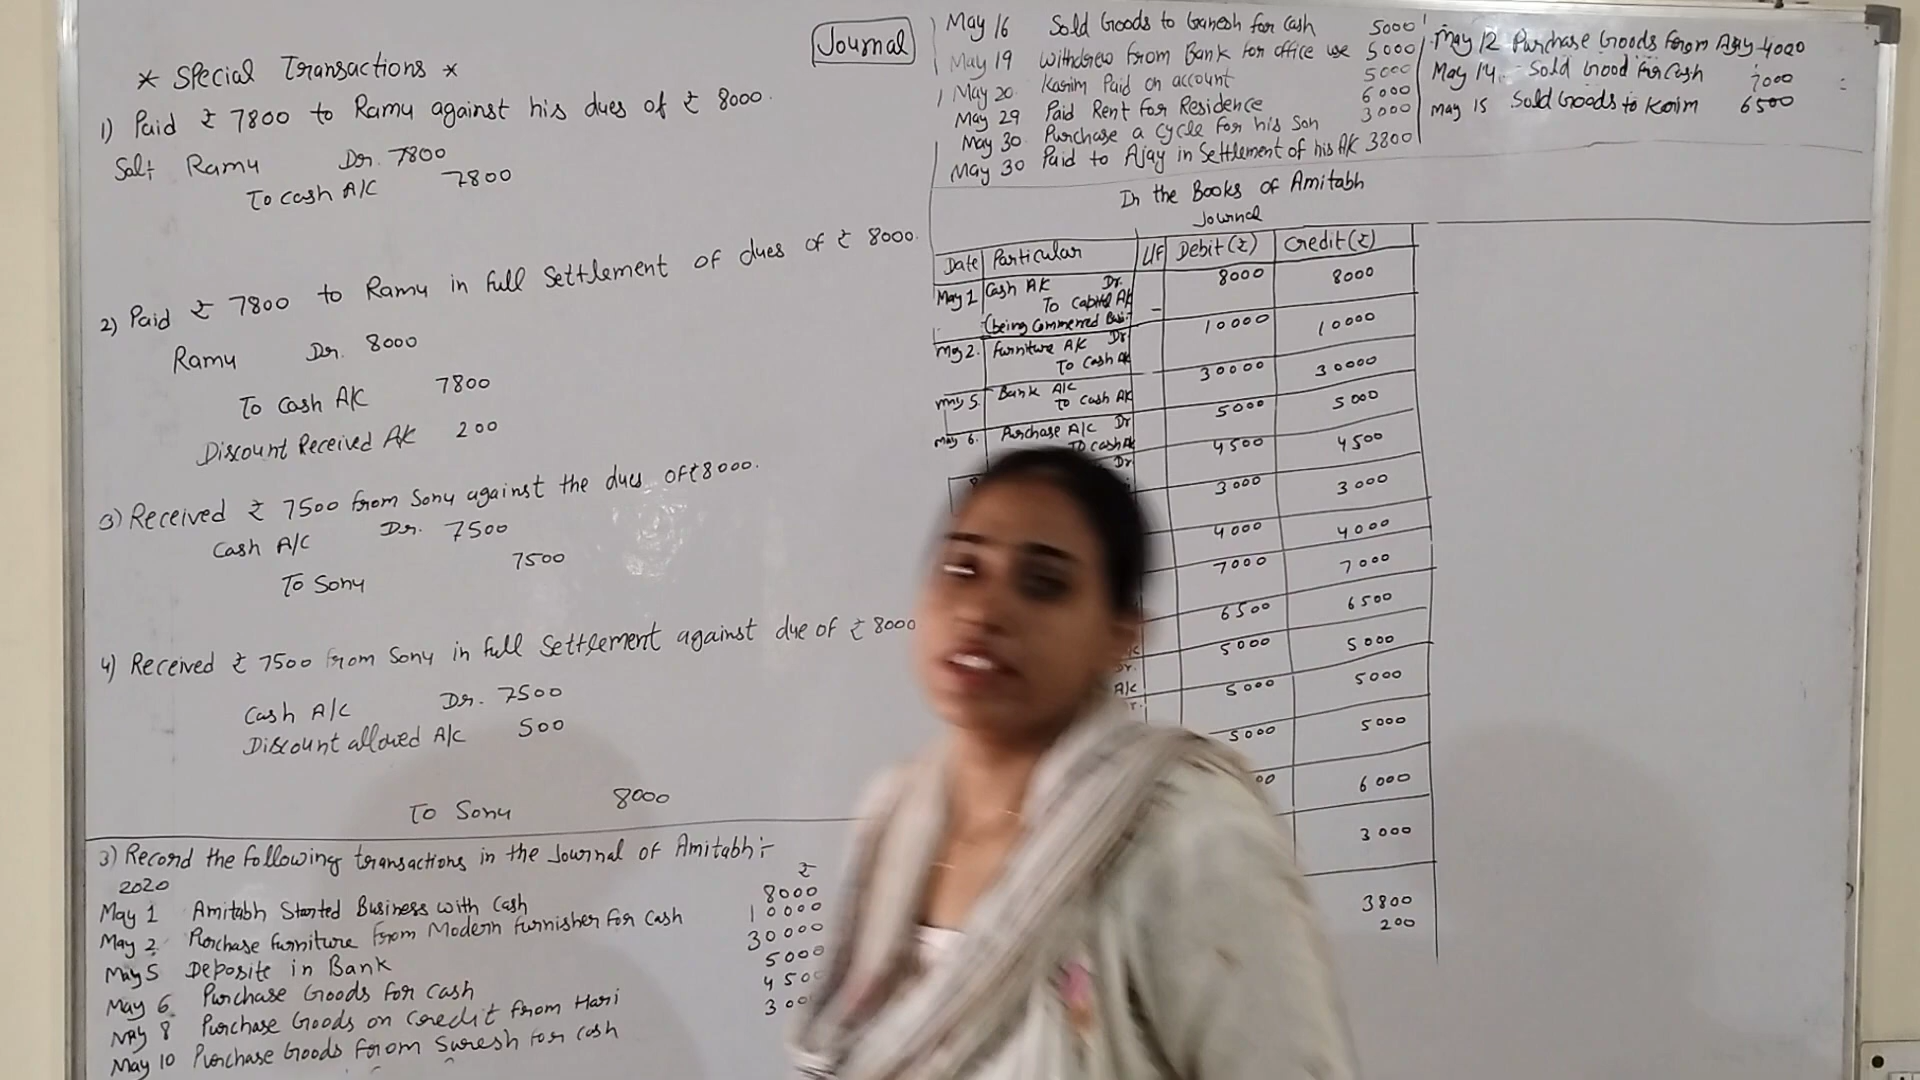 Journal
* Special Transactions *
1) Paid ₹ 7800 to Ramu against his dues of ₹ 8000.
Sol: Ramu Dr. 7800
To cash A/C 7800
2) Paid ₹ 7800 to Ramu in full Settlement of dues of ₹ 8000.
Ramu Dr. 8000
To Cash A/C 7800
Discount Received A/c 200
3) Received ₹ 7500 from Sonu against the dues of ₹ 8000.
Cash A/C Dr. 7500
To Sonu 7500
4) Received ₹ 7500 from Sonu in full Settlement against due of ₹ 8000
Cash A/C Dr. 7500
Discount allowed A/C 500
To Sonu 8000
3) Record the following transactions in the Journal of Amitabh :-
2020 ₹
May 1 Amitabh Started Business with Cash 8000
May 2 Purchase furniture from Modern furnisher for Cash 10000
May 5 Deposite in Bank 30000
May 6 Purchase Goods for Cash 5000
May 8 Purchase Goods on Credit from Hari 450
May 10 Purchase Goods from Suresh for cash 300
May 16 Sold Goods to Ganesh for Cash 5000
May 19 Withdrew from Bank for office use 5000
May 20 Karim Paid on account 5000
May 29 Paid Rent for Residence 6000
May 30 Purchase a cycle for his Son 3000
May 30 Paid to Ajay in Settlement of his A/c 3800
May 12 Purchase Goods from Ajay 4000
May 14 Sold Good for Cash 7000
May 15 Sold Goods to Karim 6500
In the Books of Amitabh
Journal
Date Particular L/F Debit (₹) Credit (₹)
May 1 Cash A/c Dr. 8000 8000
To Capital A/c
(being Commenced Busi.
May 2. Furniture A/c Dr 10000 10000
To Cash A/c
May 5 Bank A/c 30000 30000
To Cash A/c
May 6. Purchase A/C Dr 5000 5000
To cash A/c
Dr 4500 4500
3000 3000
4000 4000
7000 7000
6500 6500
5000 5000
Dr.
A/c 5000 5000
5000 5000
00 6000
3000
3800
200